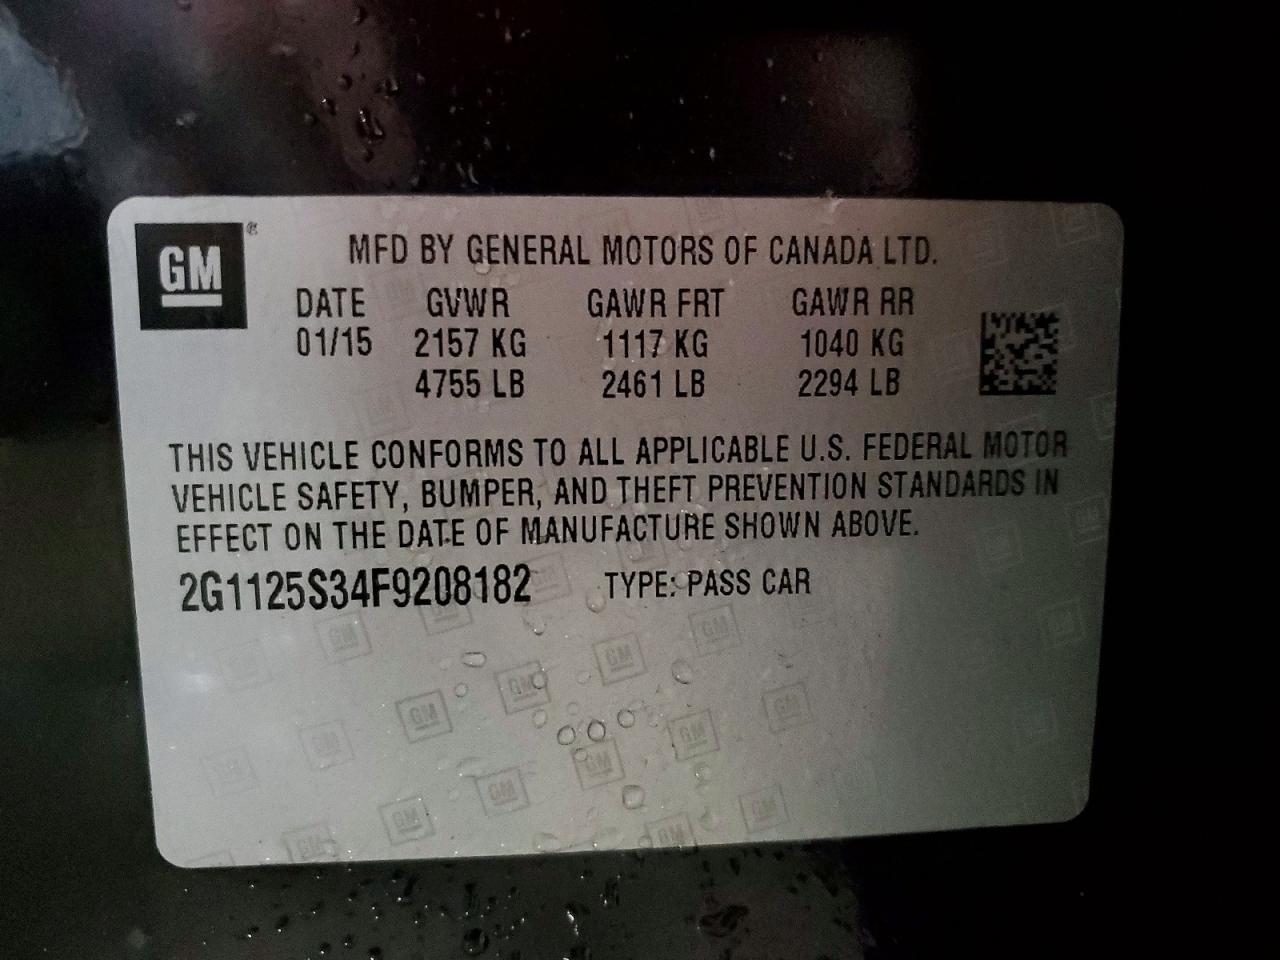 GM®
MFD BY GENERAL MOTORS OF CANADA LTD.
DATE GVWR GAWR FRT GAWR RR
01/15 2157 KG 1117 KG 1040 KG
4755 LB 2461 LB 2294 LB
THIS VEHICLE CONFORMS TO ALL APPLICABLE U.S. FEDERAL MOTOR
VEHICLE SAFETY, BUMPER, AND THEFT PREVENTION STANDARDS IN
EFFECT ON THE DATE OF MANUFACTURE SHOWN ABOVE.
2G1125S34F9208182 TYPE: PASS CAR